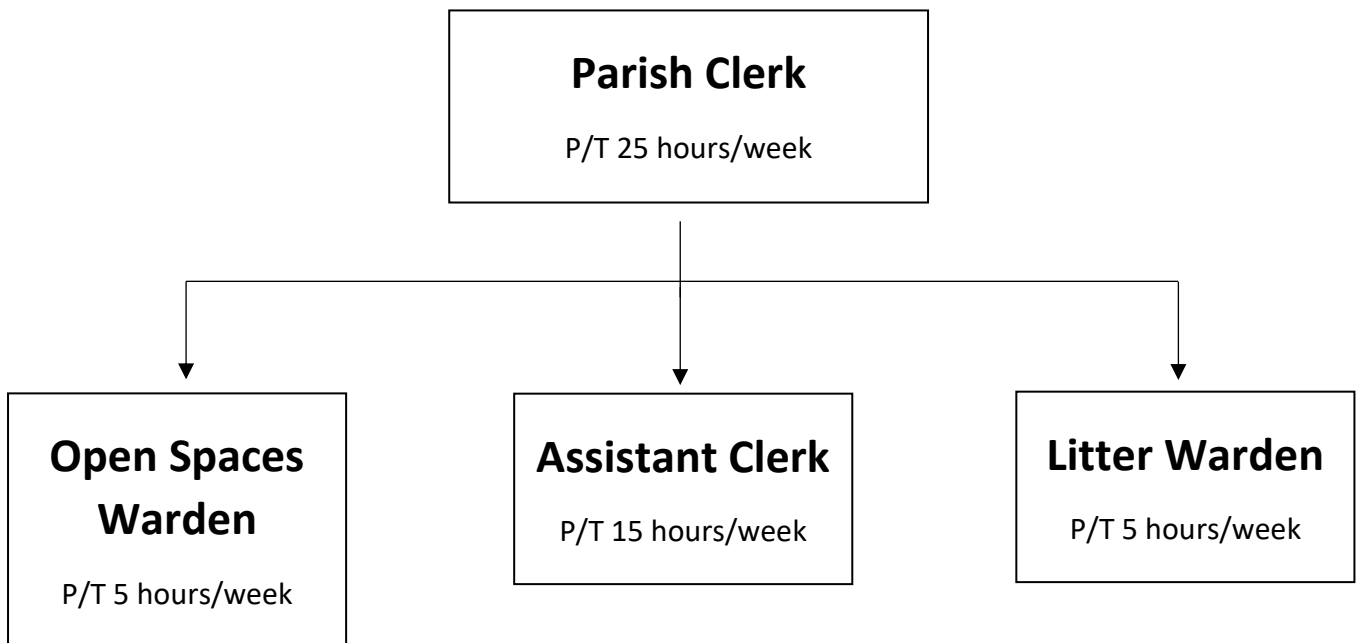 Parish Clerk
P/T 25 hours/week
Open Spaces
Warden
P/T 5 hours/week
Assistant Clerk
P/T 15 hours/week
Litter Warden
P/T 5 hours/week